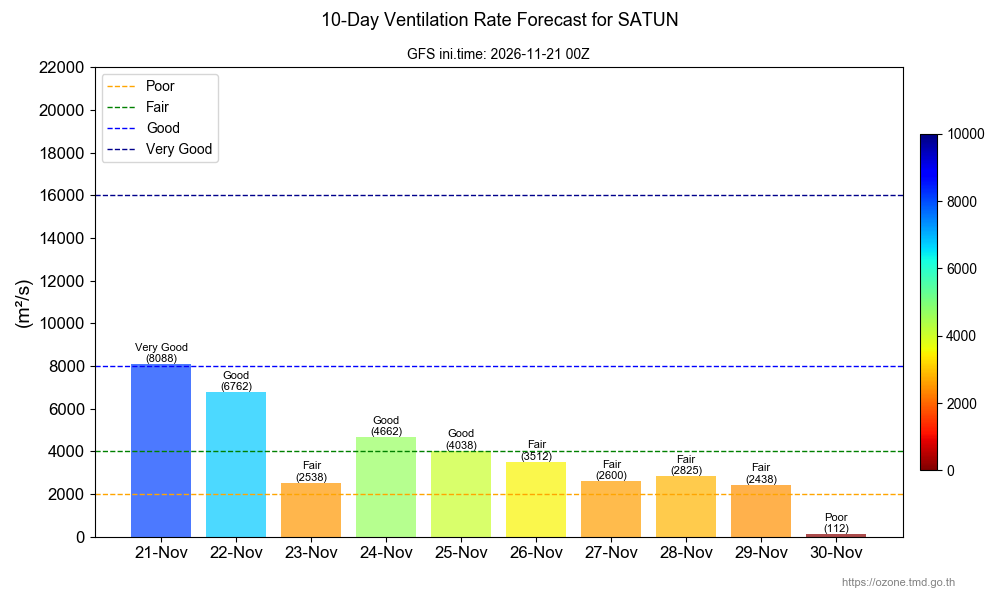 10-Day Ventilation Rate Forecast for SATUN
GFS ini.time: 2026-11-21 00Z
22000
20000
18000
16000
14000
12000
10000
8000
6000
4000
2000
0
(m²/s)
Poor
Fair
Good
Very Good
Very Good
(8088)
Good
(6762)
Fair
(2538)
Good
(4662)
Good
(4038)
Fair
(3512)
Fair
(2600)
Fair
(2825)
Fair
(2438)
Poor
(112)
21-Nov
22-Nov
23-Nov
24-Nov
25-Nov
26-Nov
27-Nov
28-Nov
29-Nov
30-Nov
10000
8000
6000
4000
2000
0
https://ozone.tmd.go.th